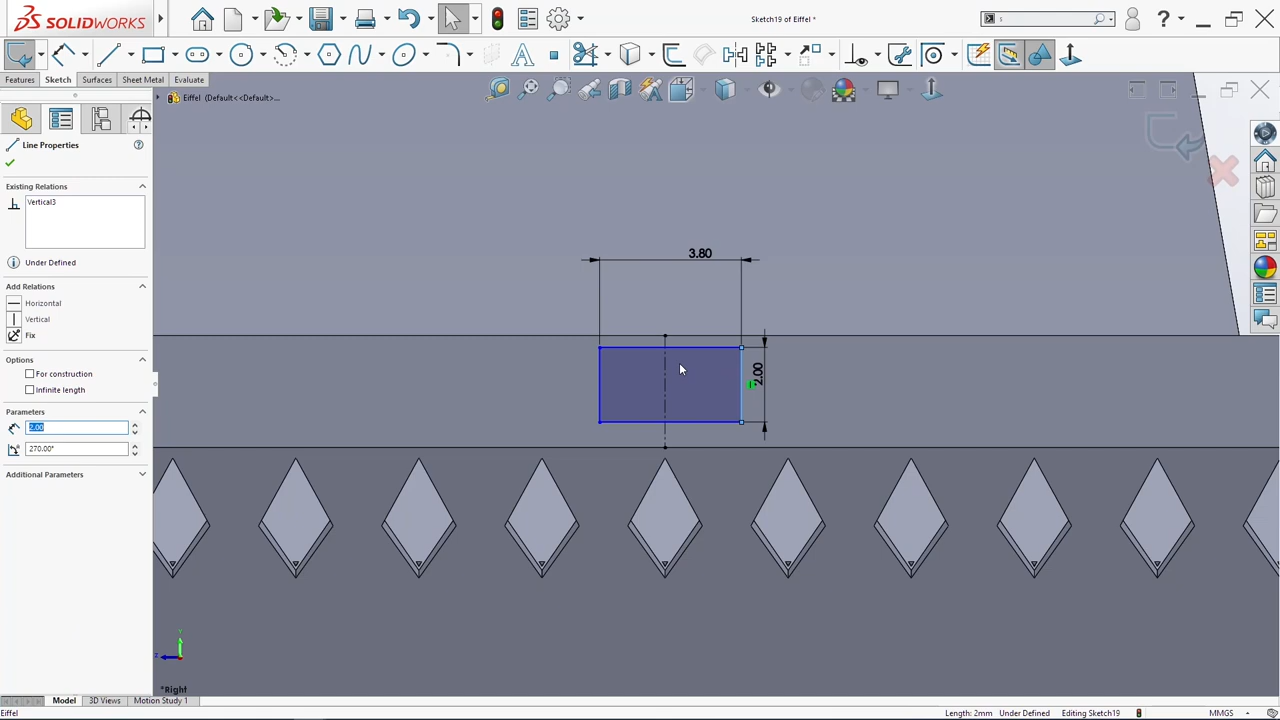 SOLIDWORKS
Sketch19 of Eiffel *
s
Features
Sketch
Surfaces
Sheet Metal
Evaluate
Eiffel (Default<<Default>...
Line Properties
Existing Relations
Vertical3
Under Defined
Add Relations
Horizontal
Vertical
Fix
Options
For construction
Infinite length
Parameters
2.00
270.00°
Additional Parameters
3.80
2.00
Y
Z
*Right
Model
3D Views
Motion Study 1
Eiffel
Length: 2mm
Under Defined
Editing Sketch19
MMGS